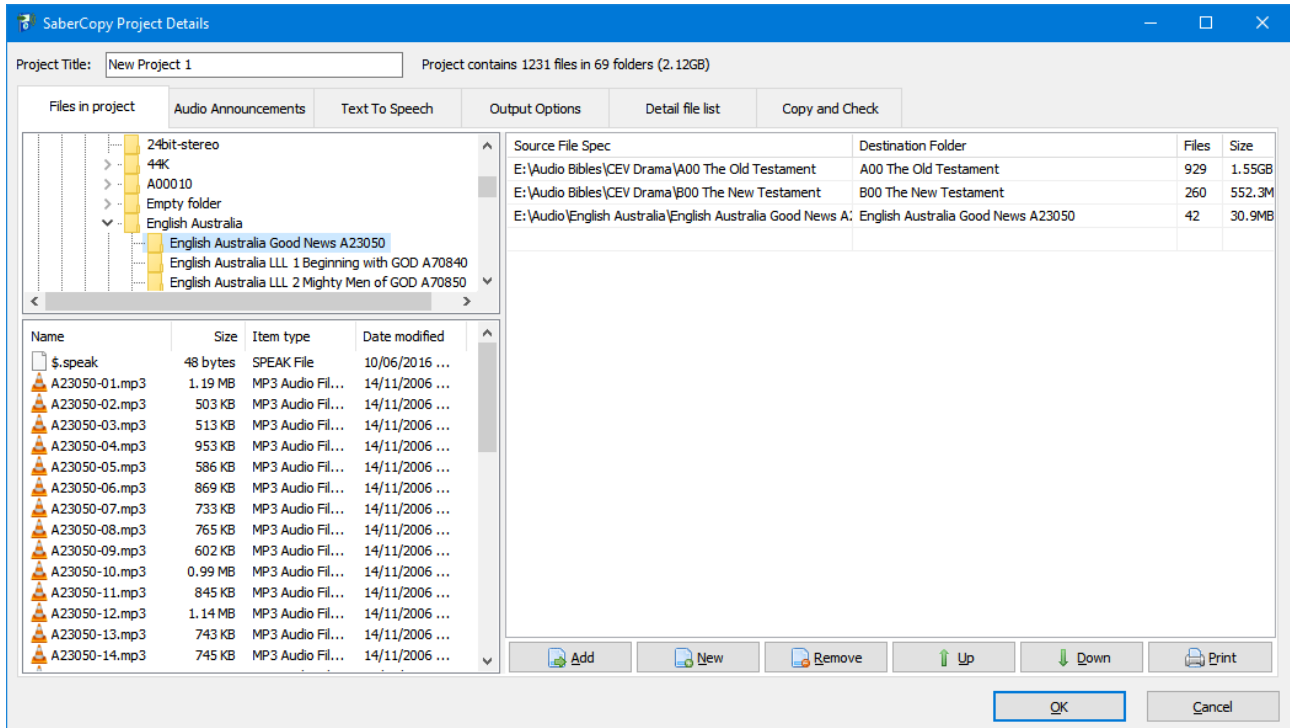 SaberCopy Project Details
Project Title: New Project 1 Project contains 1231 files in 69 folders (2.12GB)
Files in project Audio Announcements Text To Speech Output Options Detail file list Copy and Check
24bit-stereo
44K
A00010
Empty folder
English Australia
English Australia Good News A23050
English Australia LLL 1 Beginning with GOD A70840
English Australia LLL 2 Mighty Men of GOD A70850
Name Size Item type Date modified
$.speak 48 bytes SPEAK File 10/06/2016 ...
A23050-01.mp3 1.19 MB MP3 Audio Fil... 14/11/2006 ...
A23050-02.mp3 503 KB MP3 Audio Fil... 14/11/2006 ...
A23050-03.mp3 513 KB MP3 Audio Fil... 14/11/2006 ...
A23050-04.mp3 953 KB MP3 Audio Fil... 14/11/2006 ...
A23050-05.mp3 586 KB MP3 Audio Fil... 14/11/2006 ...
A23050-06.mp3 869 KB MP3 Audio Fil... 14/11/2006 ...
A23050-07.mp3 733 KB MP3 Audio Fil... 14/11/2006 ...
A23050-08.mp3 765 KB MP3 Audio Fil... 14/11/2006 ...
A23050-09.mp3 602 KB MP3 Audio Fil... 14/11/2006 ...
A23050-10.mp3 0.99 MB MP3 Audio Fil... 14/11/2006 ...
A23050-11.mp3 845 KB MP3 Audio Fil... 14/11/2006 ...
A23050-12.mp3 1.14 MB MP3 Audio Fil... 14/11/2006 ...
A23050-13.mp3 743 KB MP3 Audio Fil... 14/11/2006 ...
A23050-14.mp3 745 KB MP3 Audio Fil... 14/11/2006 ...
Source File Spec Destination Folder Files Size
E:\Audio Bibles\CEV Drama\A00 The Old Testament A00 The Old Testament 929 1.55GB
E:\Audio Bibles\CEV Drama\B00 The New Testament B00 The New Testament 260 552.3M
E:\Audio\English Australia\English Australia Good News A: English Australia Good News A23050 42 30.9MB
Add New Remove Up Down Print
OK Cancel